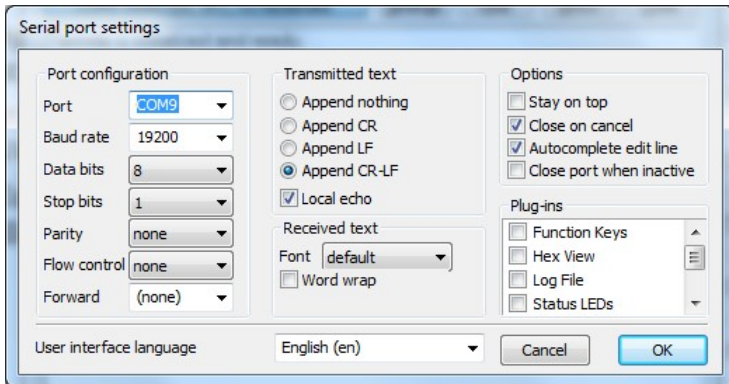 Serial port settings
Port configuration
Port COM9
Baud rate 19200
Data bits 8
Stop bits 1
Parity none
Flow control none
Forward (none)
Transmitted text
Append nothing
Append CR
Append LF
Append CR-LF
Local echo
Received text
Font default
Word wrap
Options
Stay on top
Close on cancel
Autocomplete edit line
Close port when inactive
Plug-ins
Function Keys
Hex View
Log File
Status LEDs
User interface language English (en) Cancel OK